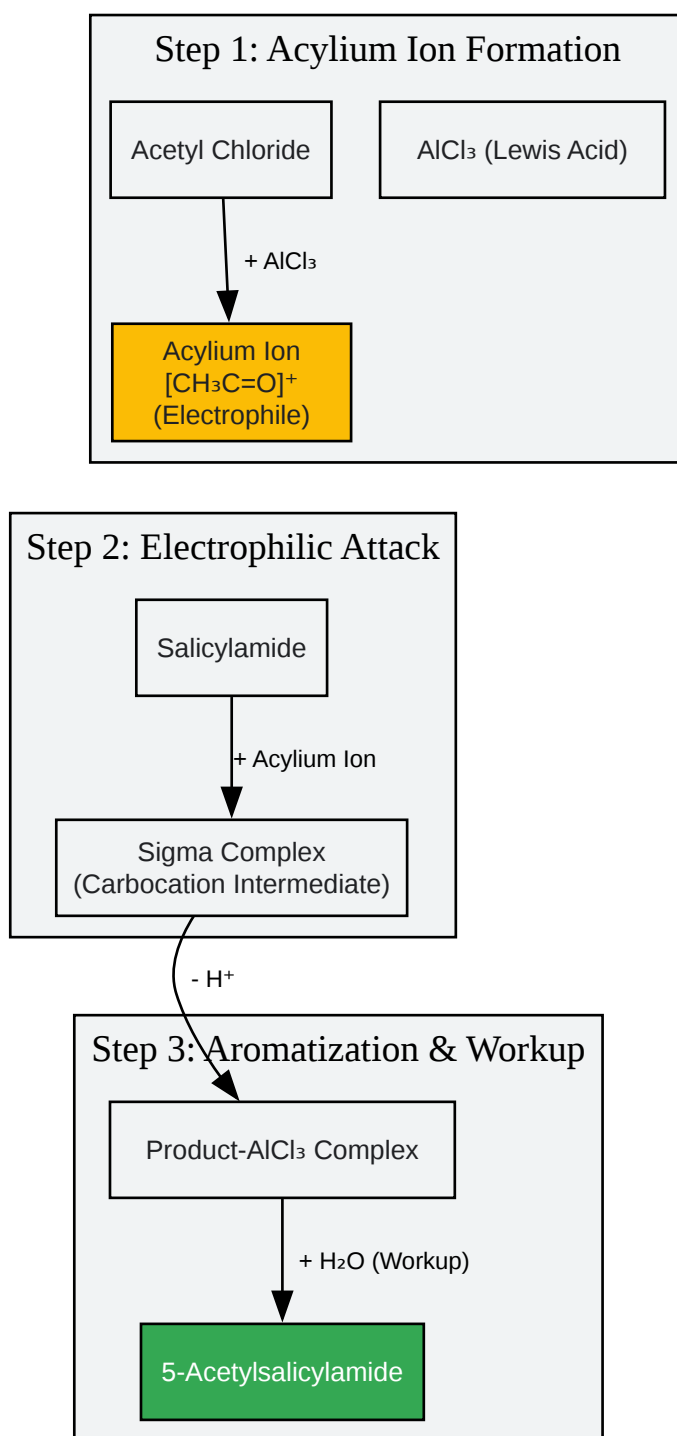 Step 1: Acylium Ion Formation
Acetyl Chloride
AlCl₃ (Lewis Acid)
+ AlCl₃
Acylium Ion
[CH₃C=O]⁺
(Electrophile)
Step 2: Electrophilic Attack
Salicylamide
+ Acylium Ion
Sigma Complex
(Carbocation Intermediate)
- H⁺
Step 3: Aromatization & Workup
Product-AlCl₃ Complex
+ H₂O (Workup)
5-Acetylsalicylamide